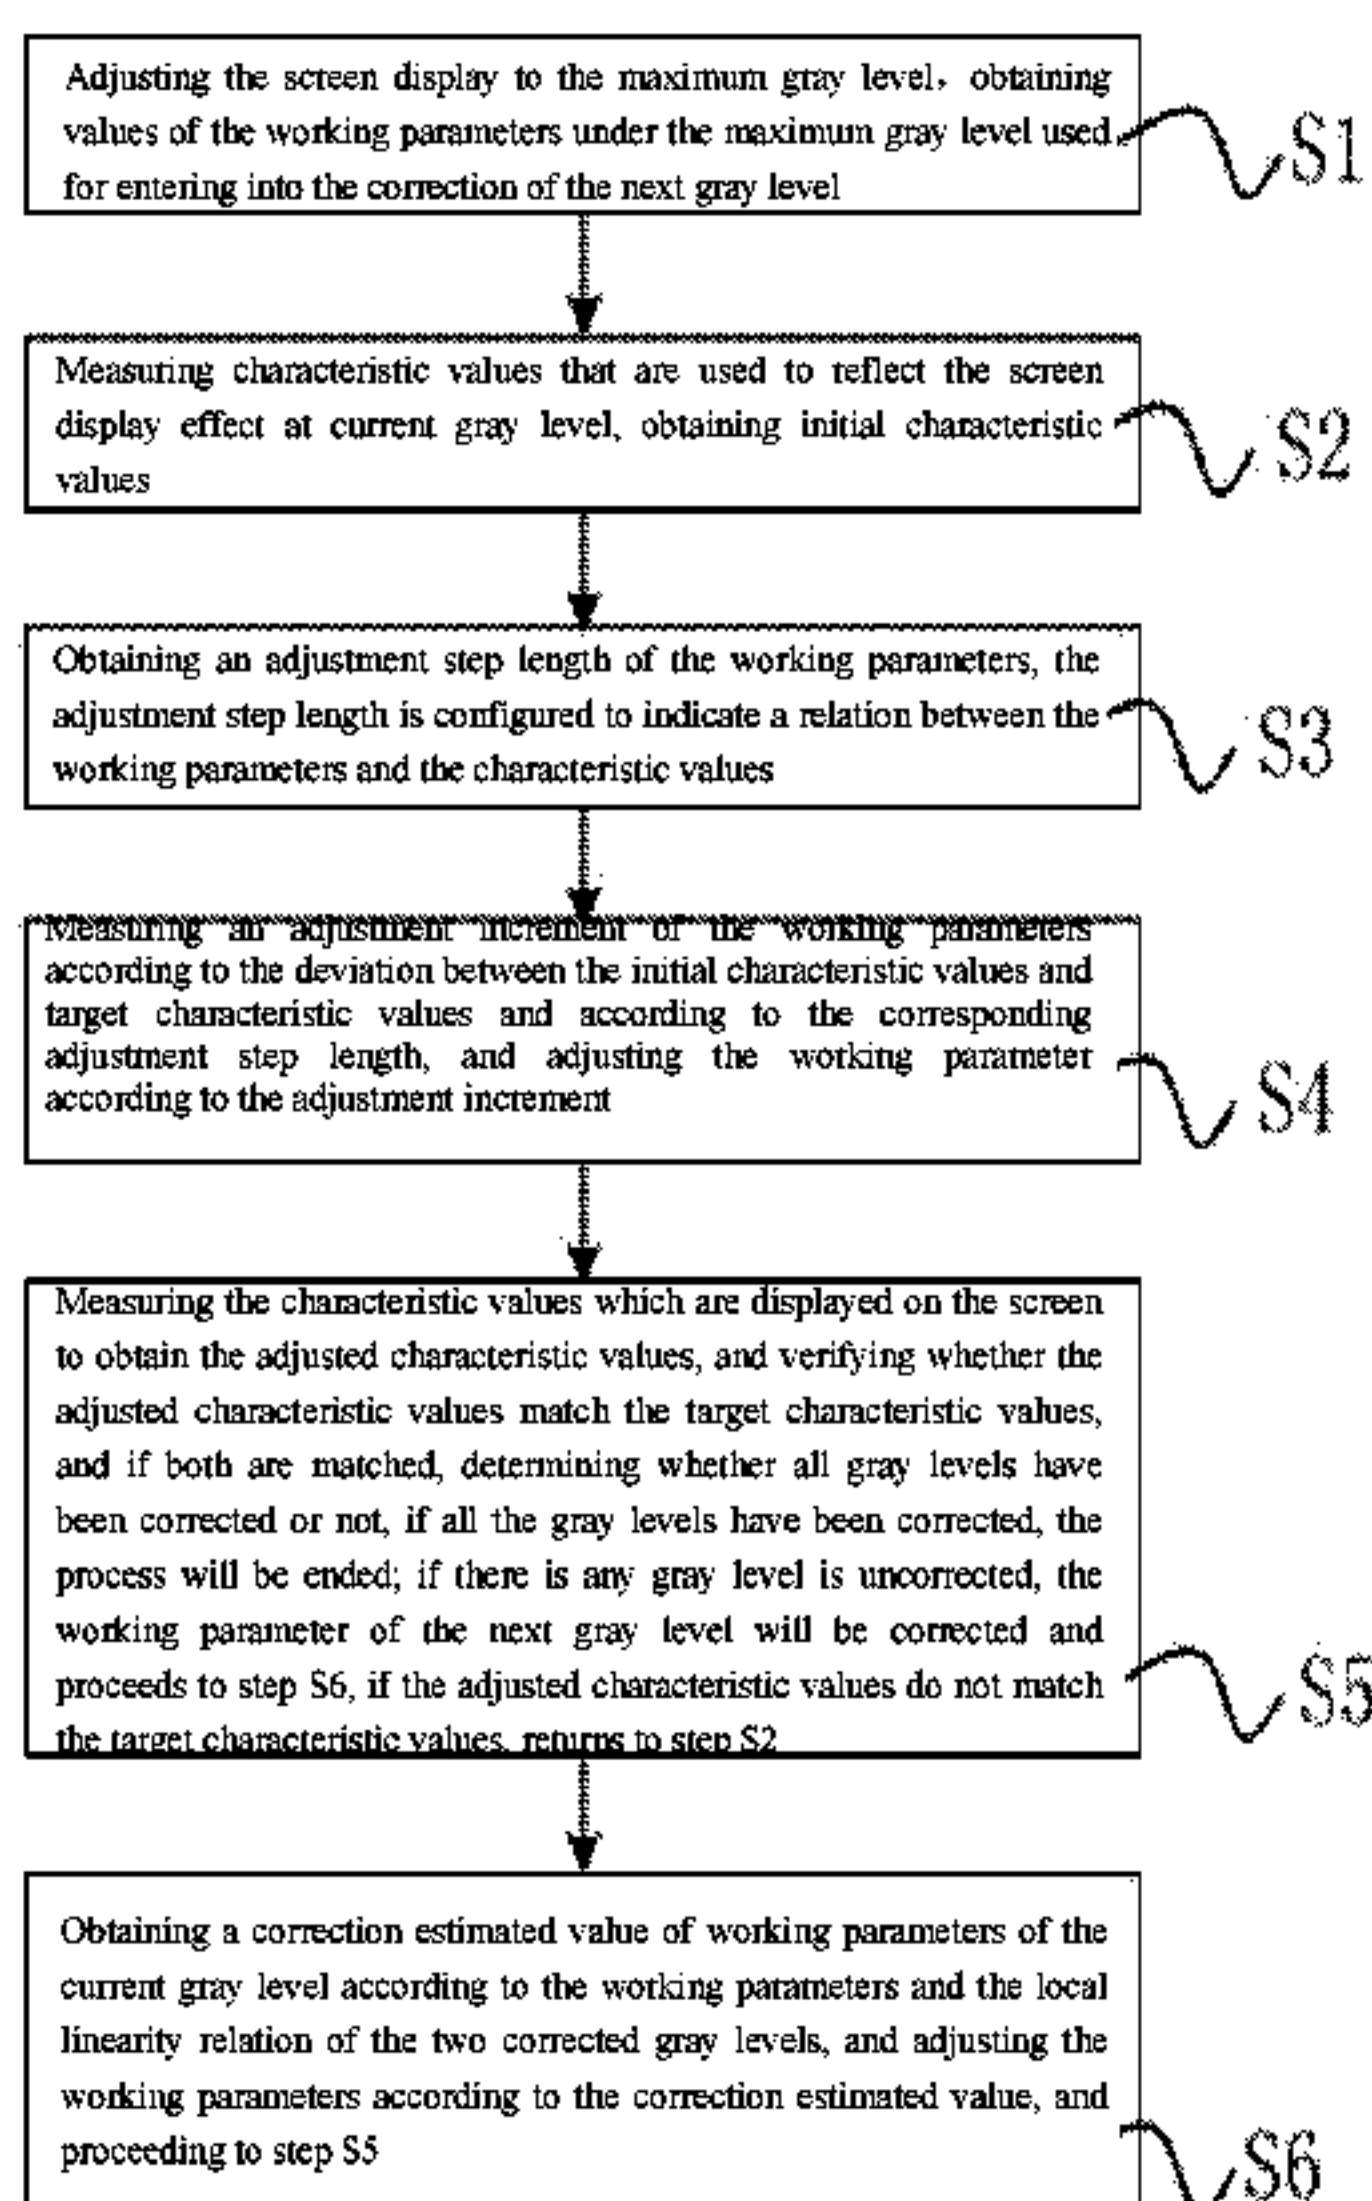 Adjusting the screen display to the maximum gray level, obtaining
values of the working parameters under the maximum gray level used
for entering into the correction of the next gray level
S1
Measuring characteristic values that are used to reflect the screen
display effect at current gray level, obtaining initial characteristic
values
S2
Obtaining an adjustment step length of the working parameters, the
adjustment step length is configured to indicate a relation between the
working parameters and the characteristic values
S3
Measuring an adjustment increment of the working parameters
according to the deviation between the initial characteristic values and
target characteristic values and according to the corresponding
adjustment step length, and adjusting the working parameter
according to the adjustment increment
S4
Measuring the characteristic values which are displayed on the screen
to obtain the adjusted characteristic values, and verifying whether the
adjusted characteristic values match the target characteristic values,
and if both are matched, determining whether all gray levels have
been corrected or not, if all the gray levels have been corrected, the
process will be ended; if there is any gray level is uncorrected, the
working parameter of the next gray level will be corrected and
proceeds to step S6, if the adjusted characteristic values do not match
the target characteristic values, returns to step S2
S5
Obtaining a correction estimated value of working parameters of the
current gray level according to the working parameters and the local
linearity relation of the two corrected gray levels, and adjusting the
working parameters according to the correction estimated value, and
proceeding to step S5
S6